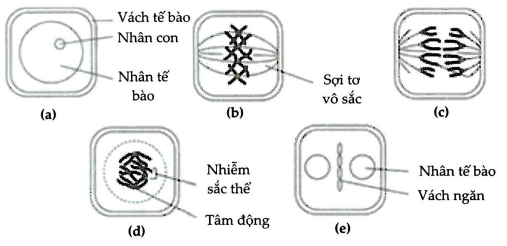 Vách tế bào
Nhân con
Nhân tế
bào
(a)
Sợi tơ
vô sắc
(b)
(c)
Nhiễm
sắc thể
Tâm động
(d)
Nhân tế bào
Vách ngăn
(e)